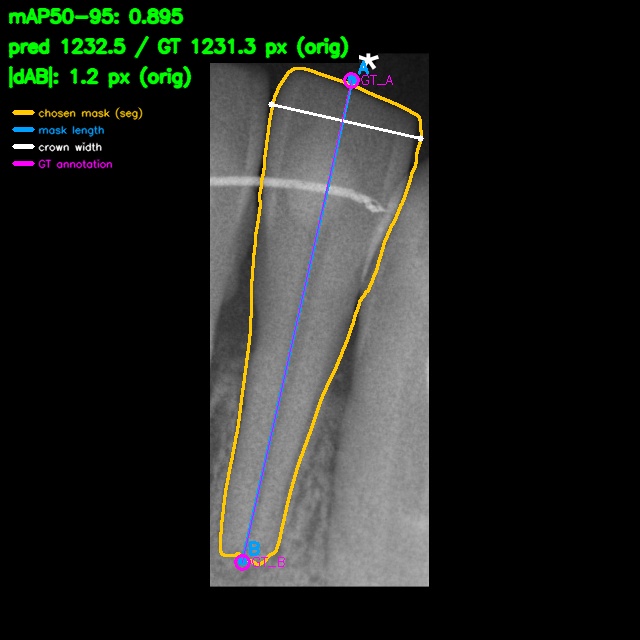 mAP50-95: 0.895
pred 1232.5 / GT 1231.3 px (orig)
|dAB|: 1.2 px (orig)
chosen mask (seg)
mask length
crown width
GT annotation
A
GT_A
B
GT_B